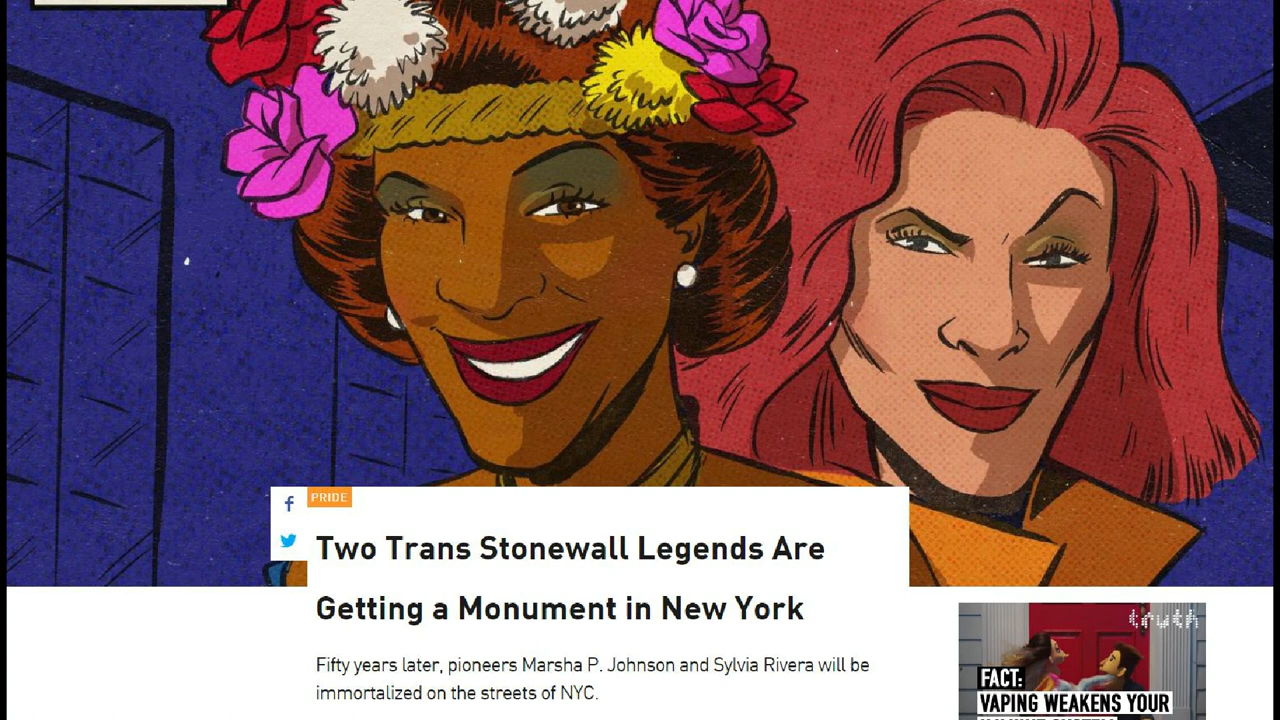 PRIDE
Two Trans Stonewall Legends Are
Getting a Monument in New York
Fifty years later, pioneers Marsha P. Johnson and Sylvia Rivera will be
immortalized on the streets of NYC.
truth
FACT:
VAPING WEAKENS YOUR